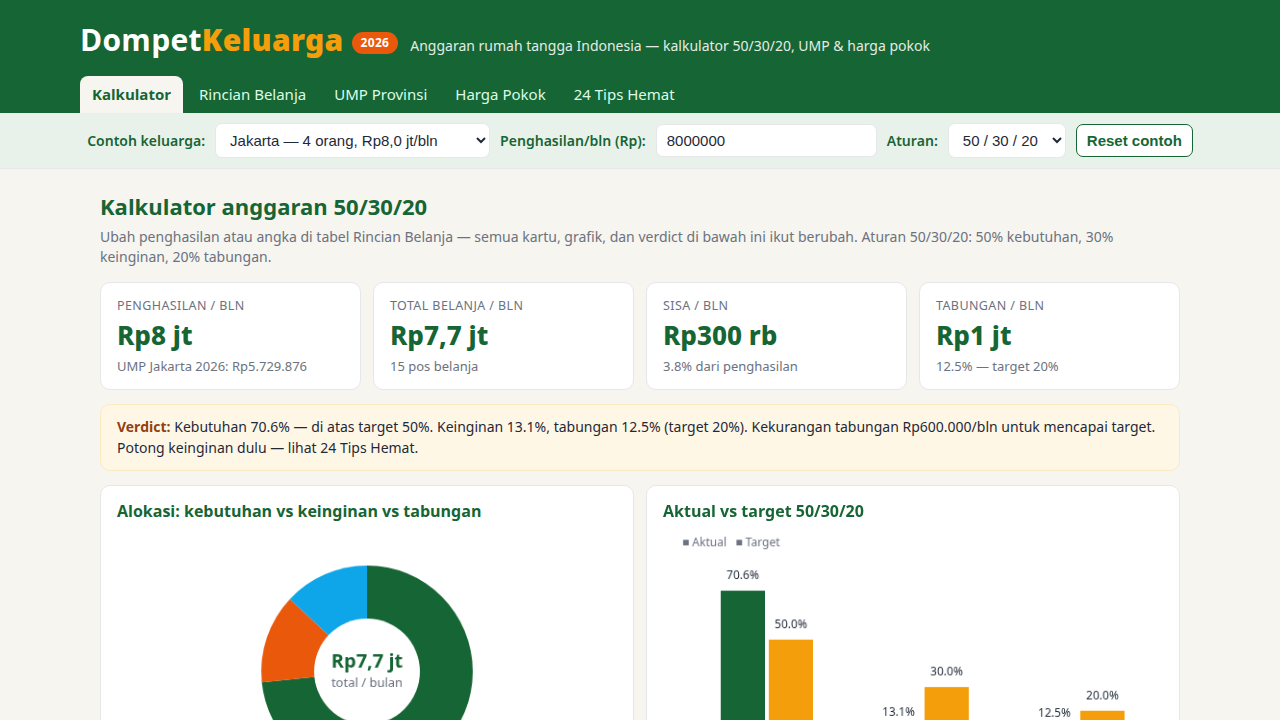 DompetKeluarga 2026 Anggaran rumah tangga Indonesia — kalkulator 50/30/20, UMP & harga pokok
Kalkulator Rincian Belanja UMP Provinsi Harga Pokok 24 Tips Hemat
Contoh keluarga: Jakarta — 4 orang, Rp8,0 jt/bln Penghasilan/bln (Rp): 8000000 Aturan: 50 / 30 / 20 Reset contoh
Kalkulator anggaran 50/30/20
Ubah penghasilan atau angka di tabel Rincian Belanja — semua kartu, grafik, dan verdict di bawah ini ikut berubah. Aturan 50/30/20: 50% kebutuhan, 30%
keinginan, 20% tabungan.
PENGHASILAN / BLN
Rp8 jt
UMP Jakarta 2026: Rp5.729.876
TOTAL BELANJA / BLN
Rp7,7 jt
15 pos belanja
SISA / BLN
Rp300 rb
3.8% dari penghasilan
TABUNGAN / BLN
Rp1 jt
12.5% — target 20%
Verdict: Kebutuhan 70.6% — di atas target 50%. Keinginan 13.1%, tabungan 12.5% (target 20%). Kekurangan tabungan Rp600.000/bln untuk mencapai target.
Potong keinginan dulu — lihat 24 Tips Hemat.
Alokasi: kebutuhan vs keinginan vs tabungan
Rp7,7 jt
total / bulan
Aktual vs target 50/30/20
Aktual Target
70.6%
50.0%
13.1%
30.0%
12.5%
20.0%